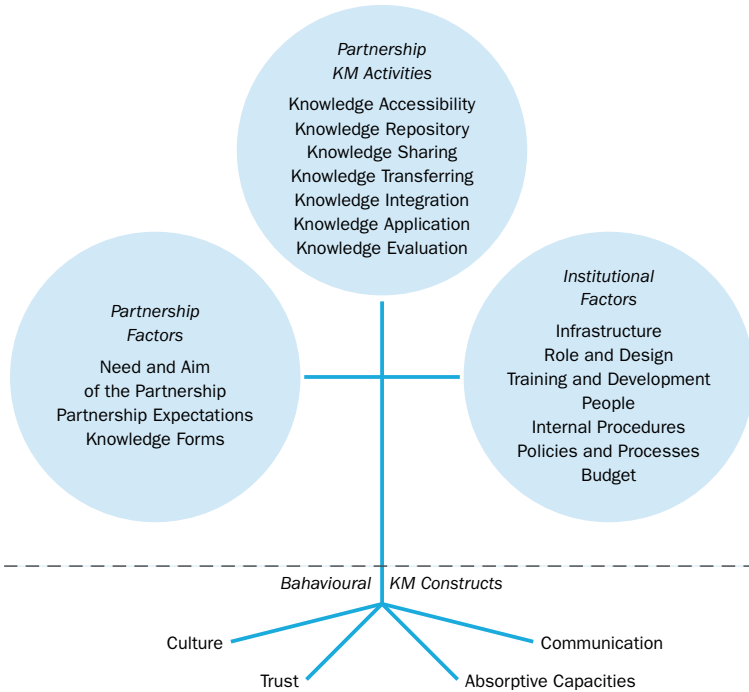 Partnership
KM Activities
Knowledge Accessibility
Knowledge Repository
Knowledge Sharing
Knowledge Transferring
Knowledge Integration
Knowledge Application
Knowledge Evaluation
Partnership
Factors
Need and Aim
of the Partnership
Partnership Expectations
Knowledge Forms
Institutional
Factors
Infrastructure
Role and Design
Training and Development
People
Internal Procedures
Policies and Processes
Budget
Bahavioural KM Constructs
Culture
Communication
Trust
Absorptive Capacities